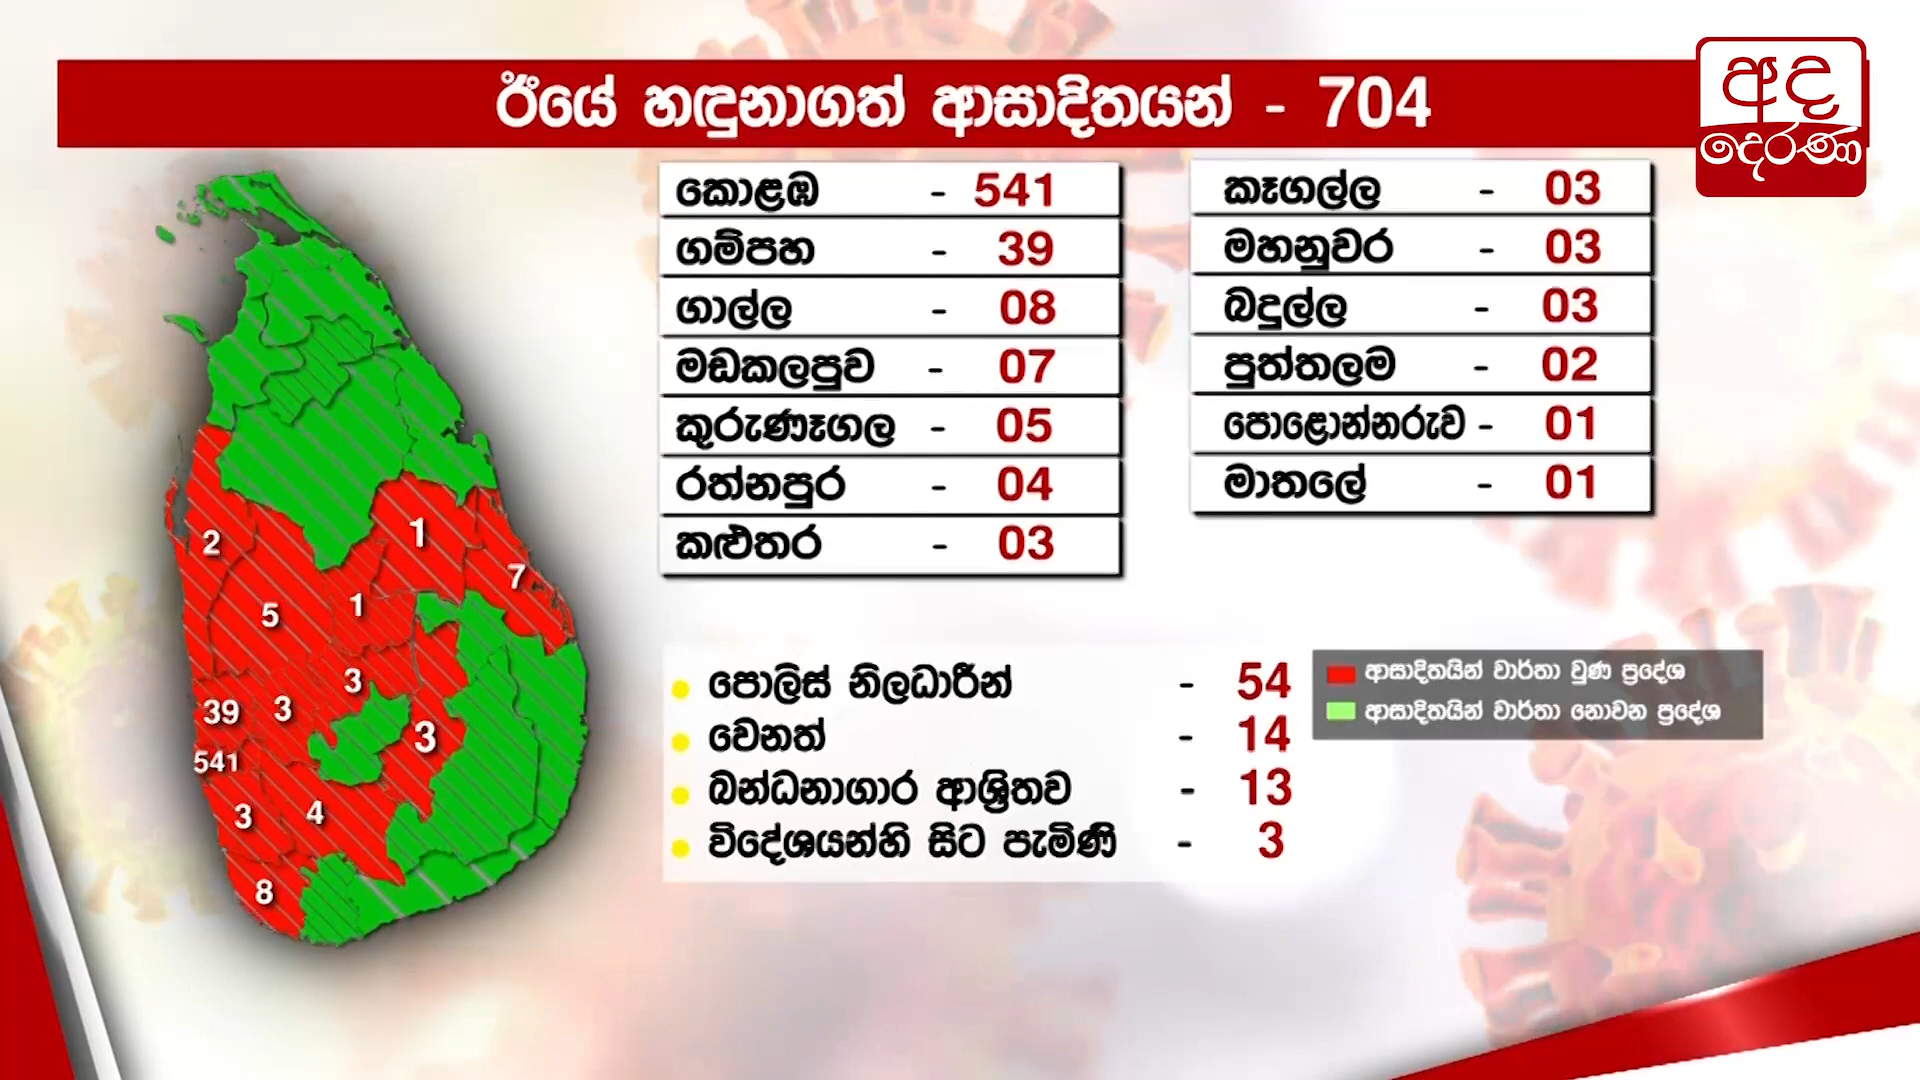 ඊයේ හඳුනාගත් ආසාදිතයන් - 704
අද
දෙරණ
කොළඹ - 541
ගම්පහ - 39
ගාල්ල - 08
මඩකලපුව - 07
කුරුණෑගල - 05
රත්නපුර - 04
කළුතර - 03
කෑගල්ල - 03
මහනුවර - 03
බදුල්ල - 03
පුත්තලම - 02
පොළොන්නරුව - 01
මාතලේ - 01
2
1
7
5
1
3
39
3
3
541
3
4
8
පොලිස් නිලධාරීන් - 54
වෙනත් - 14
බන්ධනාගාර ආශ්‍රිතව - 13
විදේශයන්හි සිට පැමිණි - 3
ආසාදිතයින් වාර්තා වුණ ප්‍රදේශ
ආසාදිතයින් වාර්තා නොවන ප්‍රදේශ